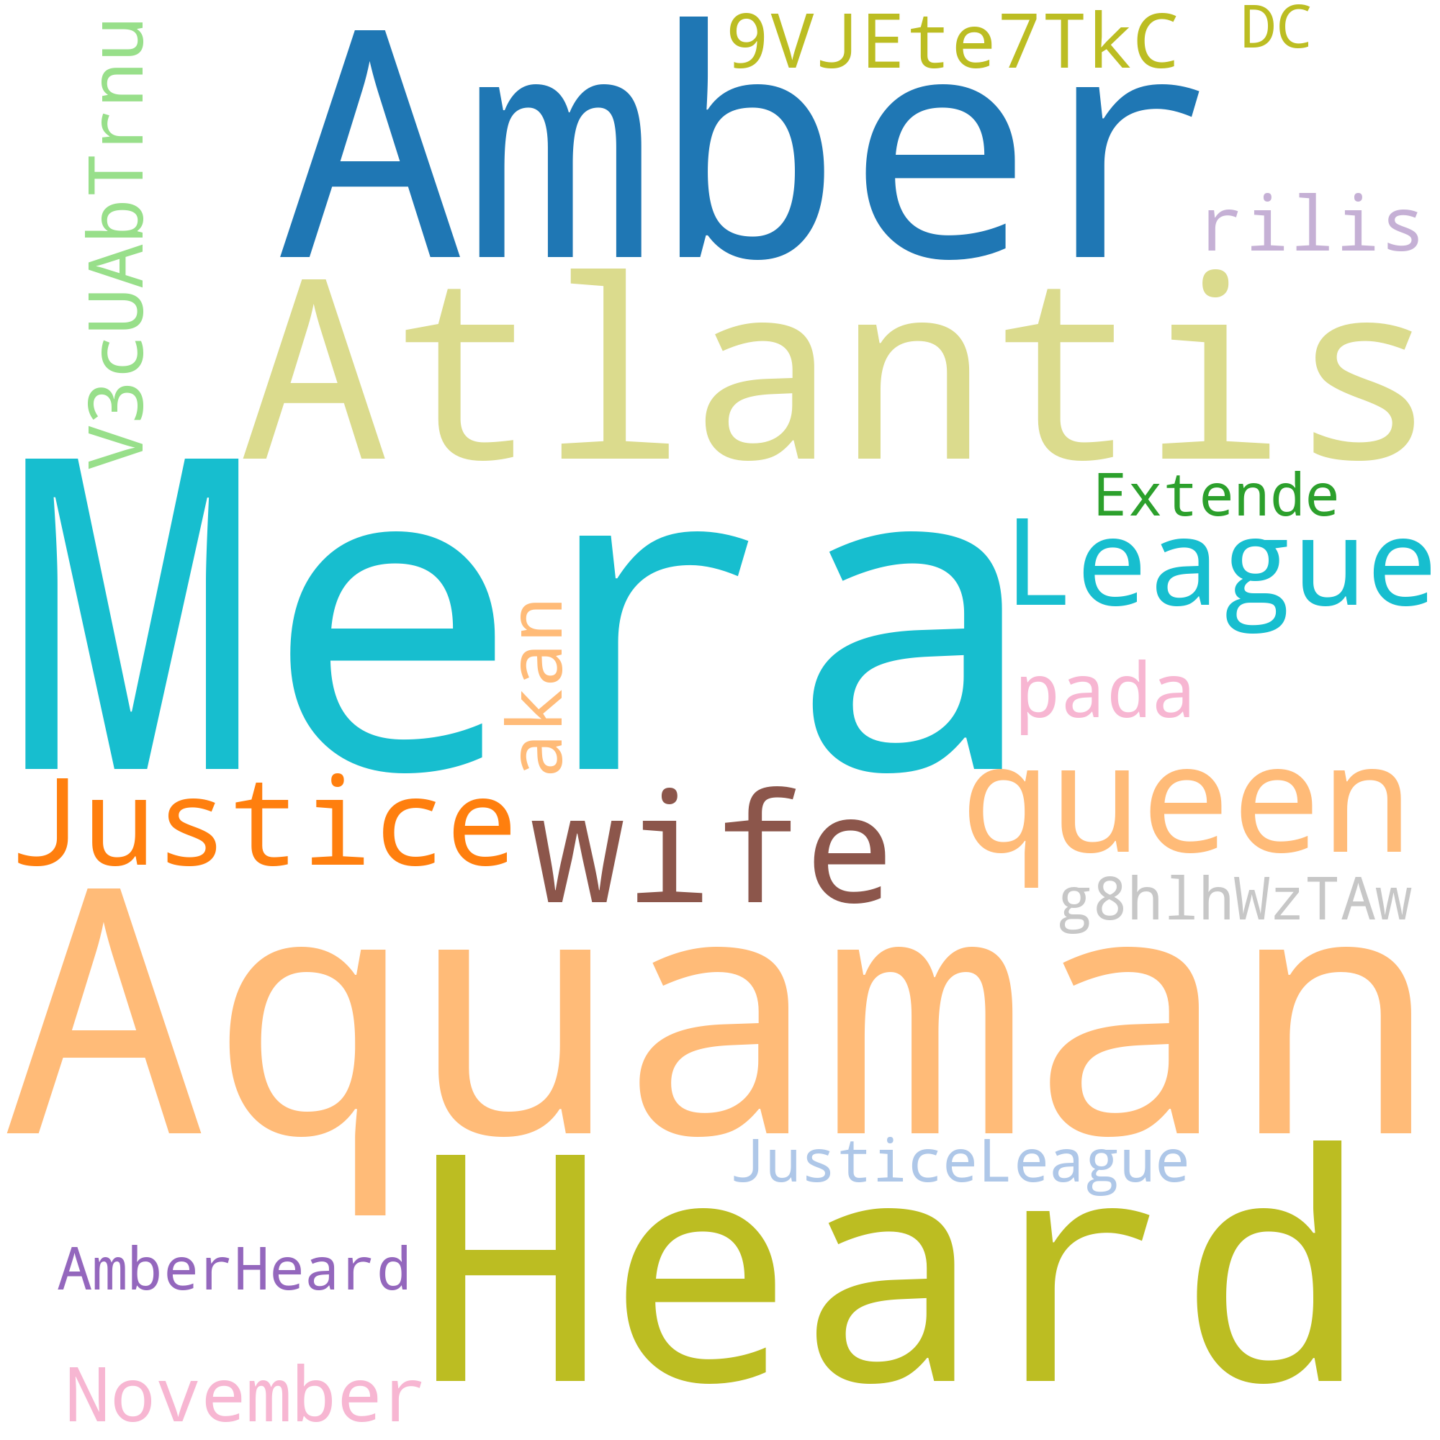 9VJEte7TkC
DC
V3cUAbTrnu
Amber
rilis
Atlantis
Extende
League
Mera
akan
pada
Justice
wife
queen
g8hlhWzTAw
Aquaman
JusticeLeague
Heard
AmberHeard
November